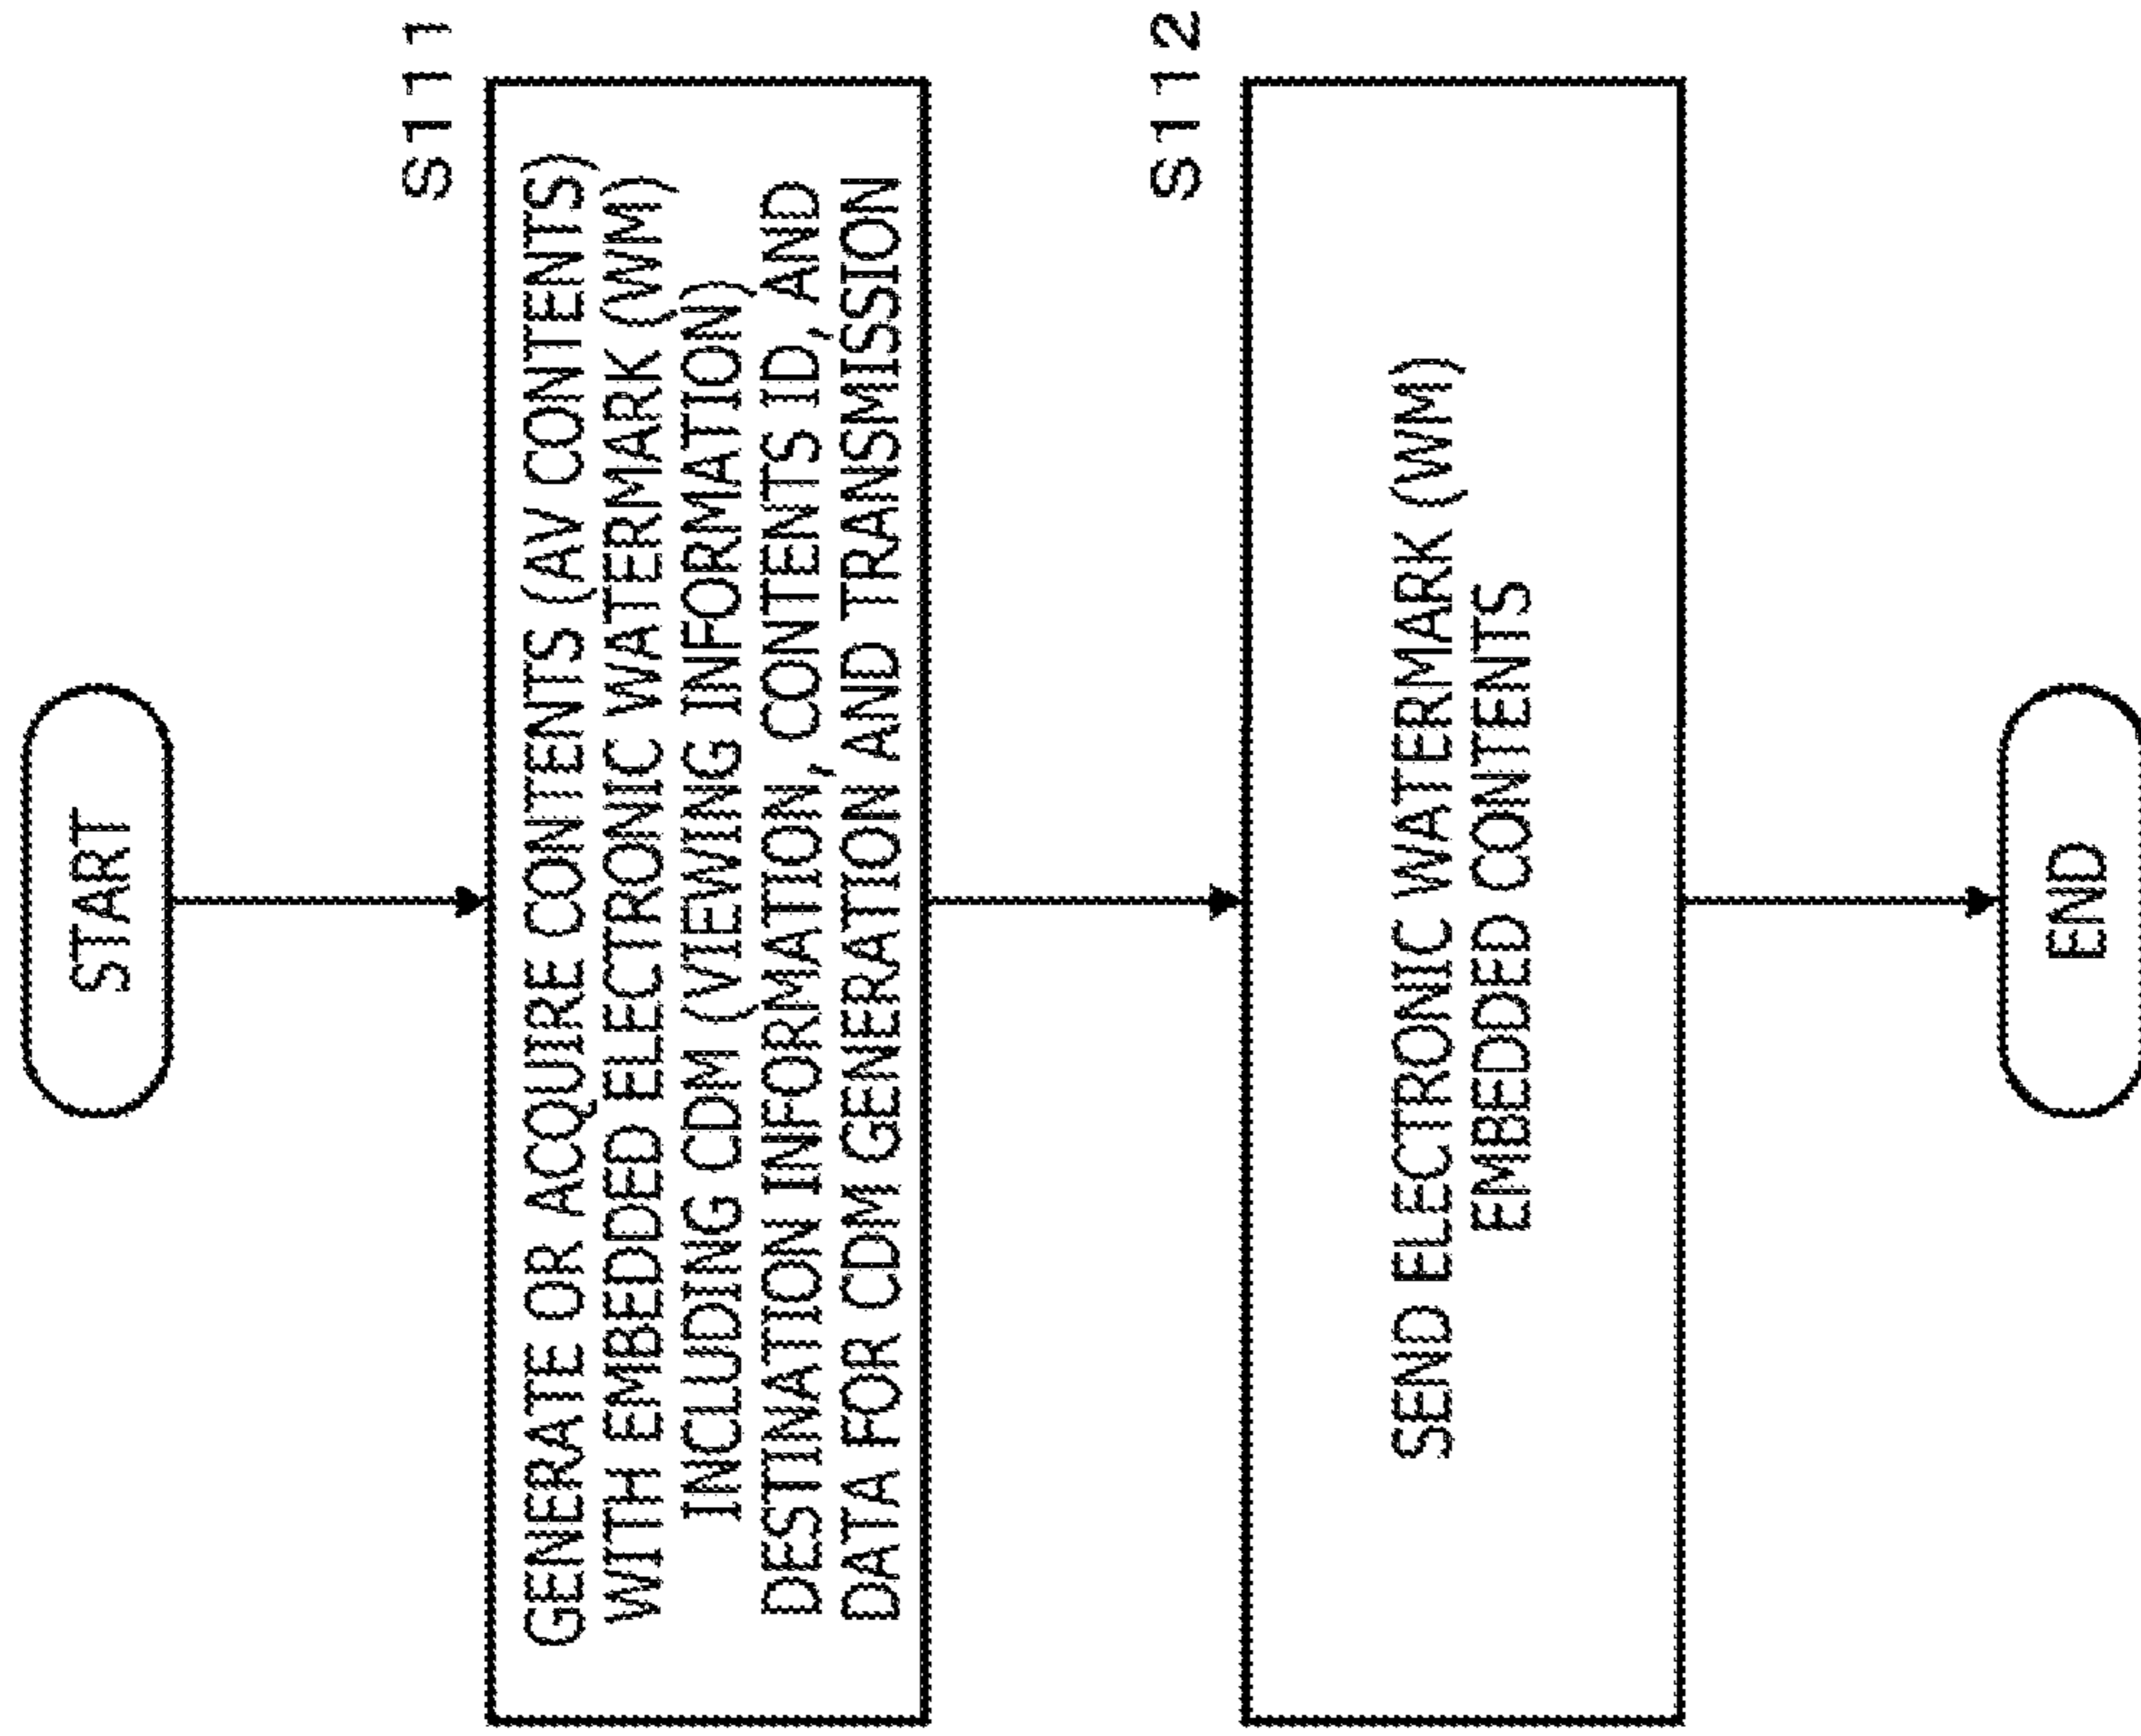 START
S111
GENERATE OR ACQUIRE CONTENTS (AV CONTENTS)
WITH EMBEDDED ELECTRONIC WATERMARK (WM)
INCLUDING CDM (VIEWING INFORMATION)
DESTINATION INFORMATION, CONTENTS ID, AND
DATA FOR CDM GENERATION AND TRANSMISSION
S112
SEND ELECTRONIC WATERMARK (WM)
EMBEDDED CONTENTS
END